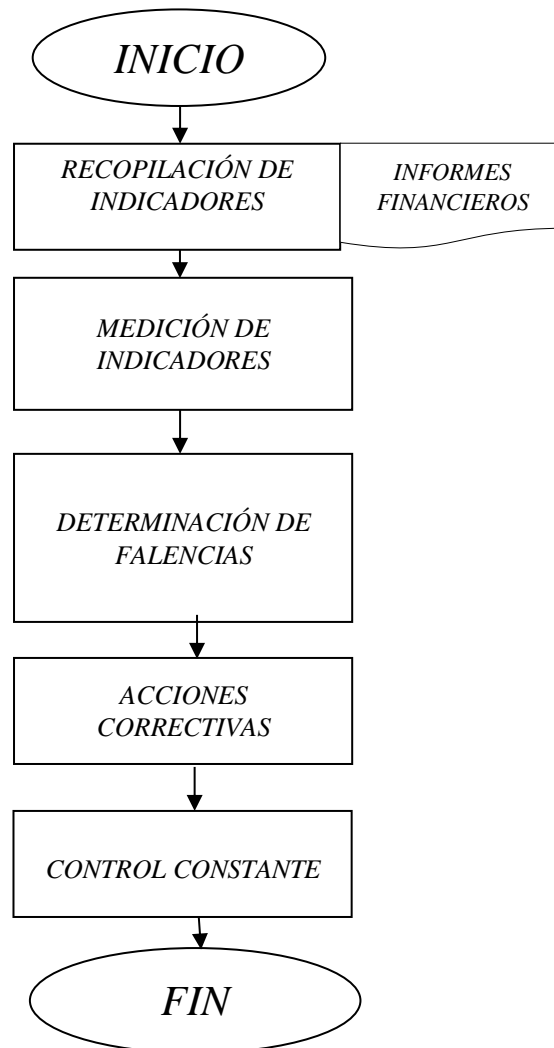 INICIO
RECOPILACIÓN DE
INDICADORES
INFORMES
FINANCIEROS
MEDICIÓN DE
INDICADORES
DETERMINACIÓN DE
FALENCIAS
ACCIONES
CORRECTIVAS
CONTROL CONSTANTE
FIN